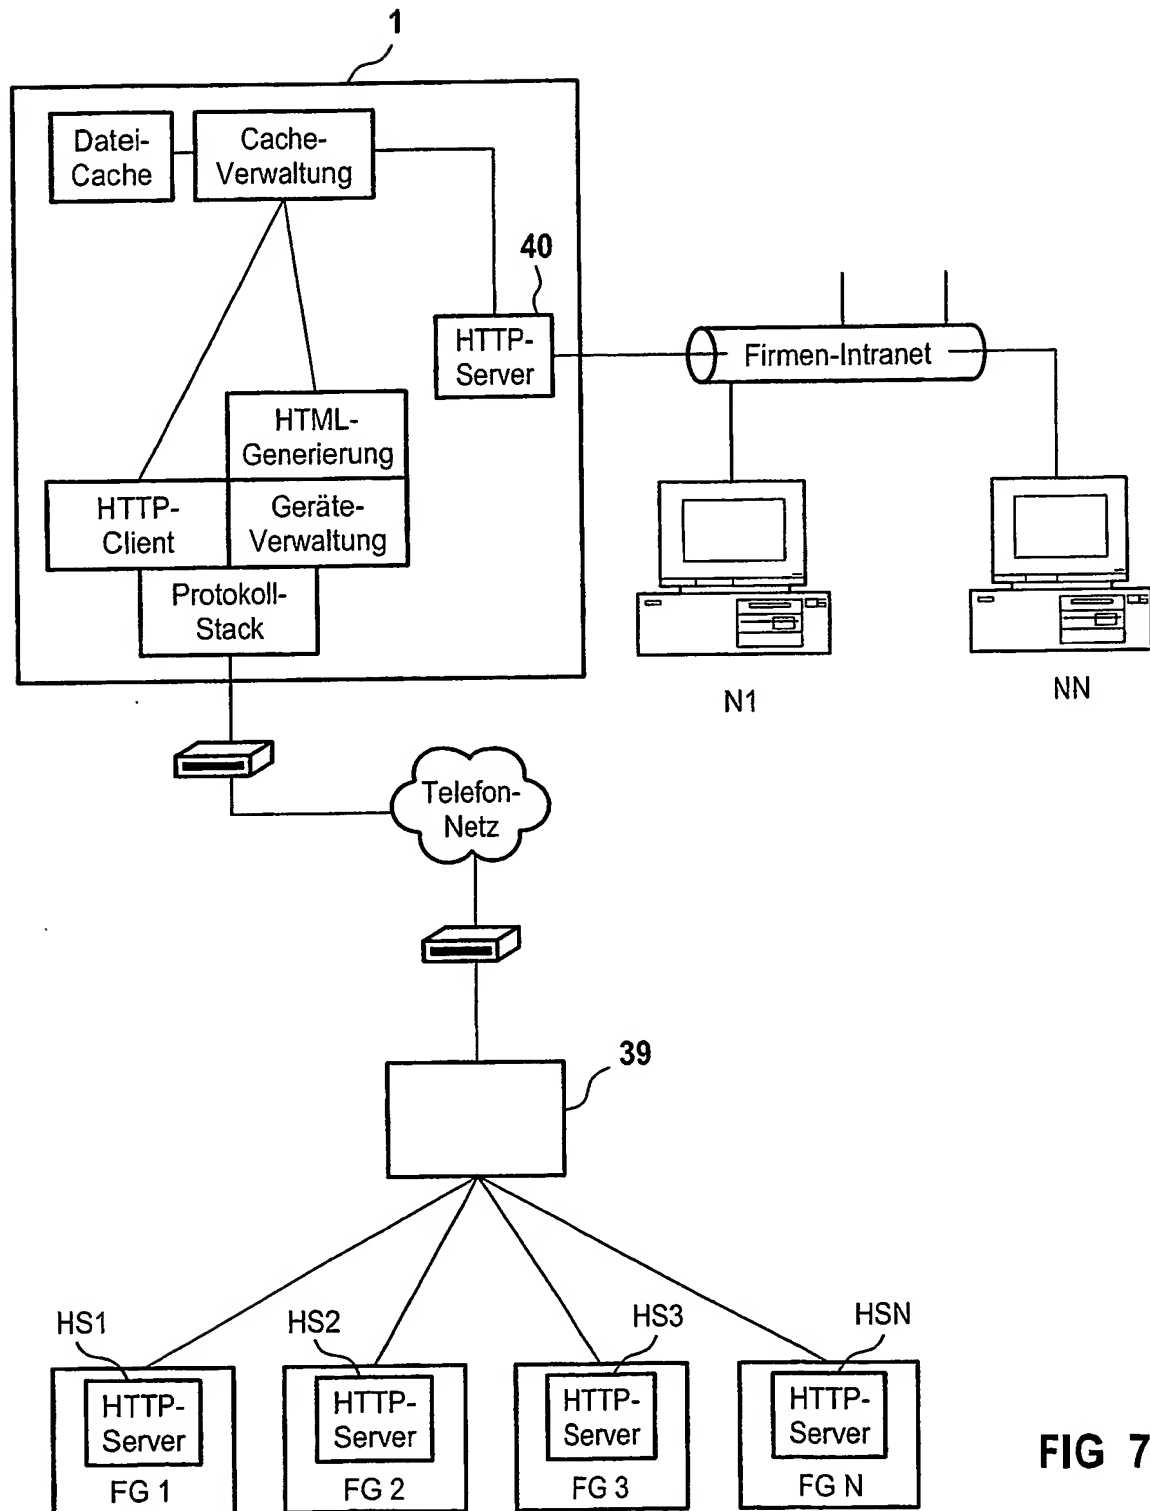 1
Datei-
Cache
Cache-
Verwaltung
40
HTTP-
Server
Firmen-Intranet
HTML-
Generierung
HTTP-
Client
Geräte-
Verwaltung
Protokoll-
Stack
N1
NN
Telefon-
Netz
39
HS1
HS2
HS3
HSN
HTTP-
Server
FG 1
HTTP-
Server
FG 2
HTTP-
Server
FG 3
HTTP-
Server
FG N
FIG 7